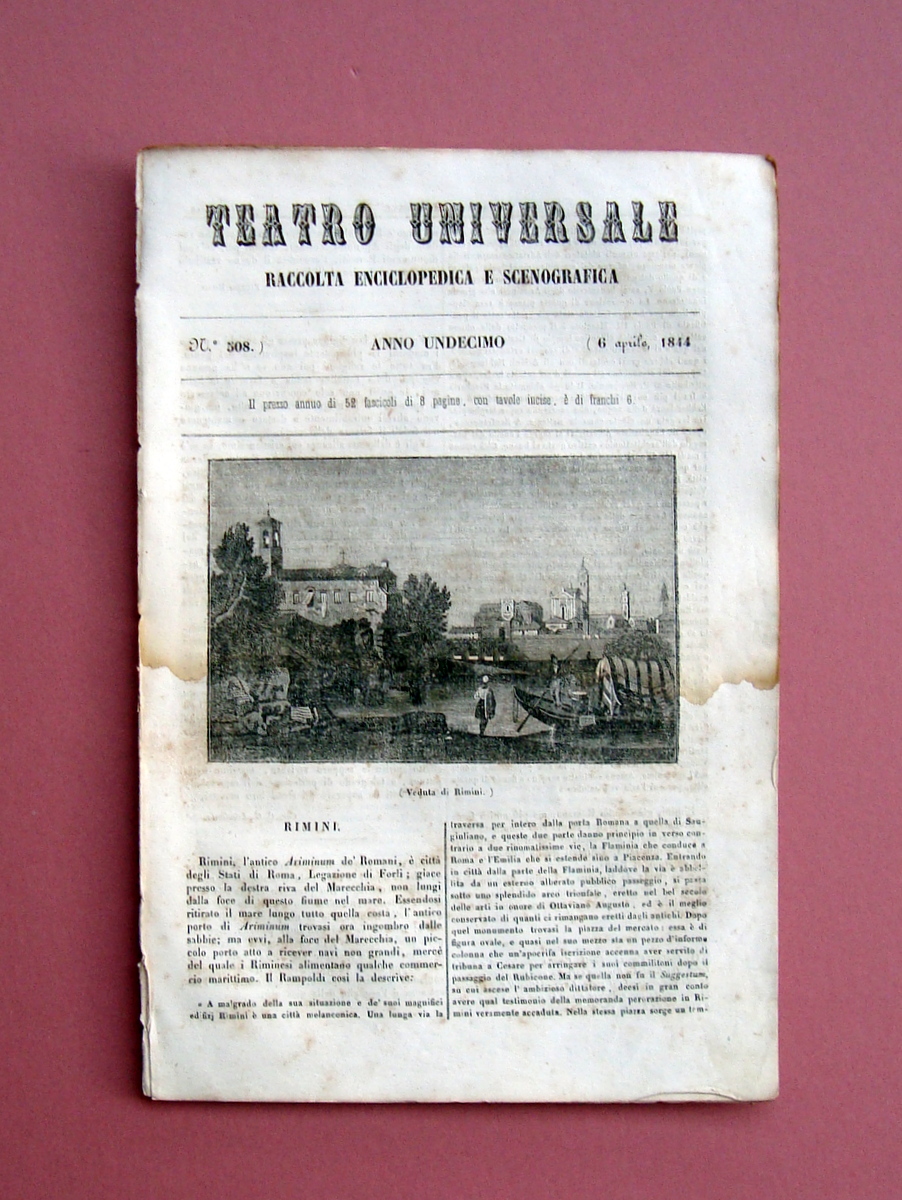 TEATRO UNIVERSALE
RACCOLTA ENCICLOPEDICA E SCENOGRAFICA
N.° 508.)
ANNO UNDECIMO
( 6 aprile, 1844
Il prezzo annuo di 52 fascicoli di 8 pagine, con tavole incise, è di franchi 6.
( Veduta di Rimini. )
RIMINI.
Rimini, l'antico Ariminum de' Romani, è città
degli Stati di Roma, Legazione di Forlì; giace
presso la destra riva del Marecchia, non lungi
dalla foce di questo fiume nel mare. Essendosi
ritirato il mare lungo tutto quella costa, l'antico
porto di Ariminum trovasi ora ingombro dalle
sabbie; ma evvi, alla foce del Marecchia, un pic-
colo porto atto a ricever navi non grandi, mercè
del quale i Riminesi alimentano qualche commer-
cio marittimo. Il Rampoldi così la descrive:
« A malgrado della sua situazione e de' suoi magnifici
Rimini è una città melanconica. Una lunga via la
traversa per intero dalla porta Romana a quella di San-
giuliano, e queste due porte danno principio in verso con-
trario a due rinomatissime vie, la Flaminia che conduce a
Roma e l'Emilia che si estende sino a Piacenza. Entrando
in città dalla parte della Flaminia, laddove la via è abbel-
lita da un esterno alberato pubblico passeggio, si passa
sotto uno splendido arco trionfale, eretto nel bel secolo
delle arti in onore di Ottaviano Augusto, ed è il meglio
conservato di quanti ci rimangano eretti dagli antichi. Dopo
quel monumento trovasi la piazza del mercato: essa è di
figura ovale, e quasi nel suo mezzo sta un pezzo d'informe
colonna che un'apocrifa iscrizione accenna aver servito di
tribuna a Cesare per arringare i suoi commilitoni dopo il
passaggio del Rubicone. Ma se quella non fu il Suggestum,
su cui ascese l'ambizioso dittatore, deesi in gran conto
avere qual testimonio della memoranda perorazione in Ri-
mini veramente accaduta. Nella stessa piazza sorge un tem-